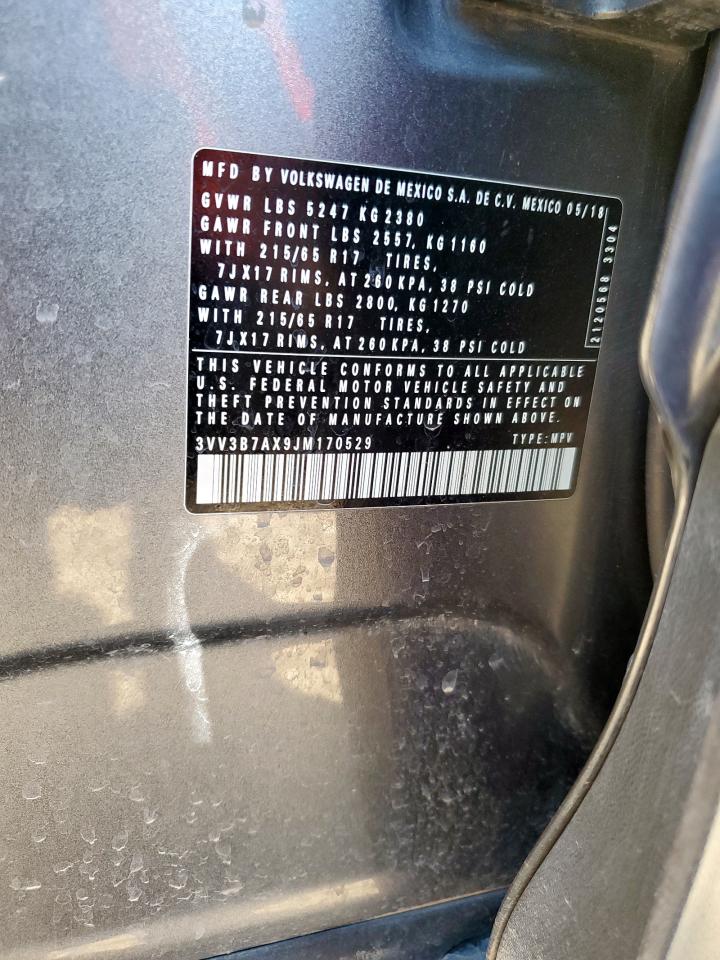 MFD BY VOLKSWAGEN DE MEXICO S.A. DE C.V. MEXICO 05/18
GVWR LBS 5247 KG 2380
GAWR FRONT LBS 2557, KG 1160
WITH 215/65 R17 TIRES,
7JX17 RIMS, AT 260 KPA, 38 PSI COLD
GAWR REAR LBS 2800, KG 1270
WITH 215/65 R17 TIRES,
7JX17 RIMS, AT 260 KPA, 38 PSI COLD
2120508 3304
THIS VEHICLE CONFORMS TO ALL APPLICABLE
U.S. FEDERAL MOTOR VEHICLE SAFETY AND
THEFT PREVENTION STANDARDS IN EFFECT ON
THE DATE OF MANUFACTURE SHOWN ABOVE.
3VV3B7AX9JM170529 TYPE: MPV